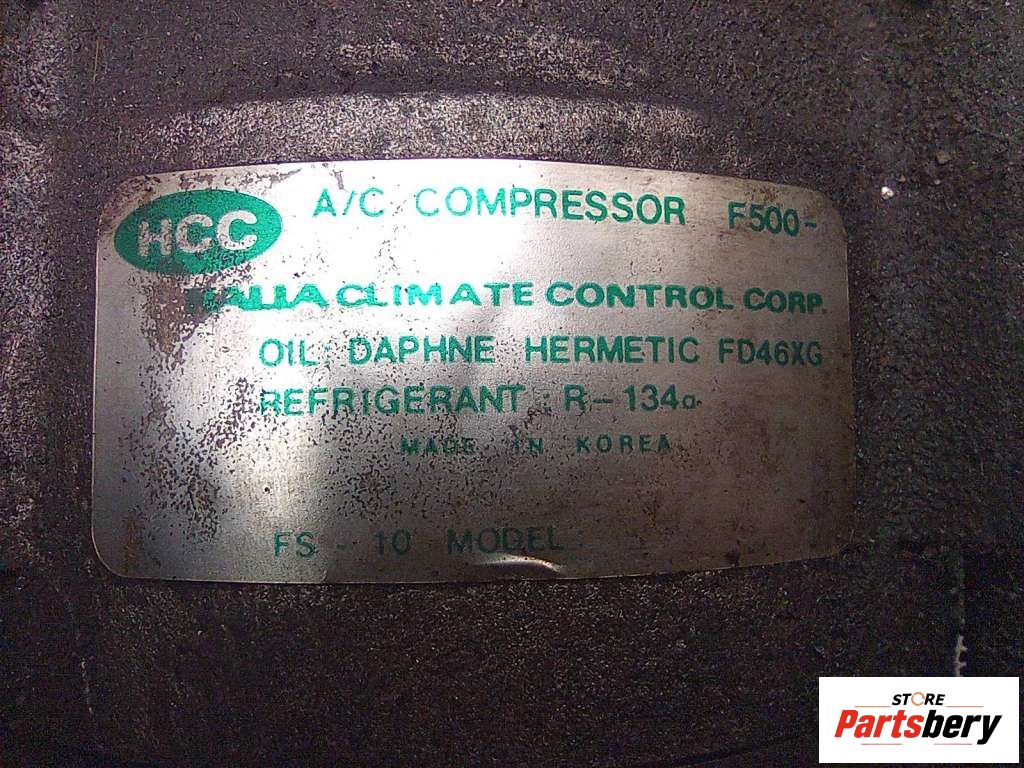 HCC
A/C COMPRESSOR F500-
HALLA CLIMATE CONTROL CORP.
OIL : DAPHNE HERMETIC FD46XG
REFRIGERANT : R-134a
MADE IN KOREA
FS - 10 MODEL :
STORE
Partsbery